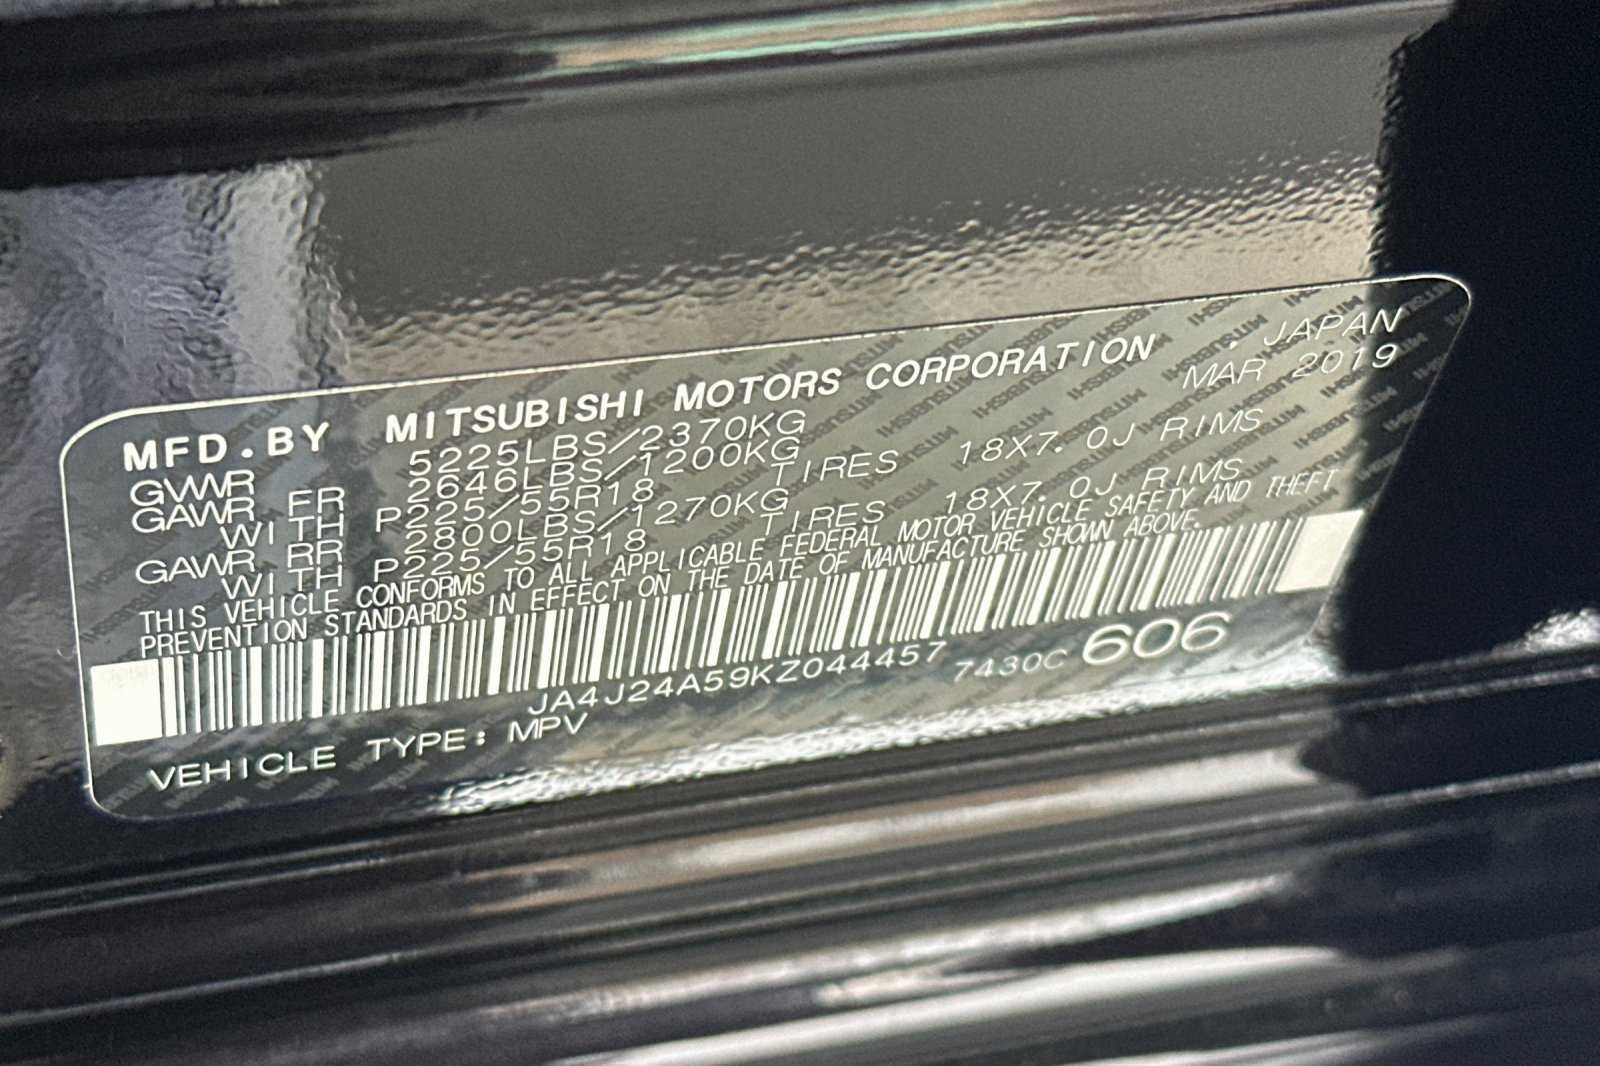 MFD.BY MITSUBISHI MOTORS CORPORATION . JAPAN
GVWR 5225LBS/2370KG MAR 2019
GAWR FR 2646LBS/1200KG
WITH P225/55R18 TIRES 18X7.0J RIMS
GAWR RR 2800LBS/1270KG
WITH P225/55R18 TIRES 18X7.0J RIMS
THIS VEHICLE CONFORMS TO ALL APPLICABLE FEDERAL MOTOR VEHICLE SAFETY AND THEFT
PREVENTION STANDARDS IN EFFECT ON THE DATE OF MANUFACTURE SHOWN ABOVE.
JA4J24A59KZ044457 7430C 606
VEHICLE TYPE: MPV